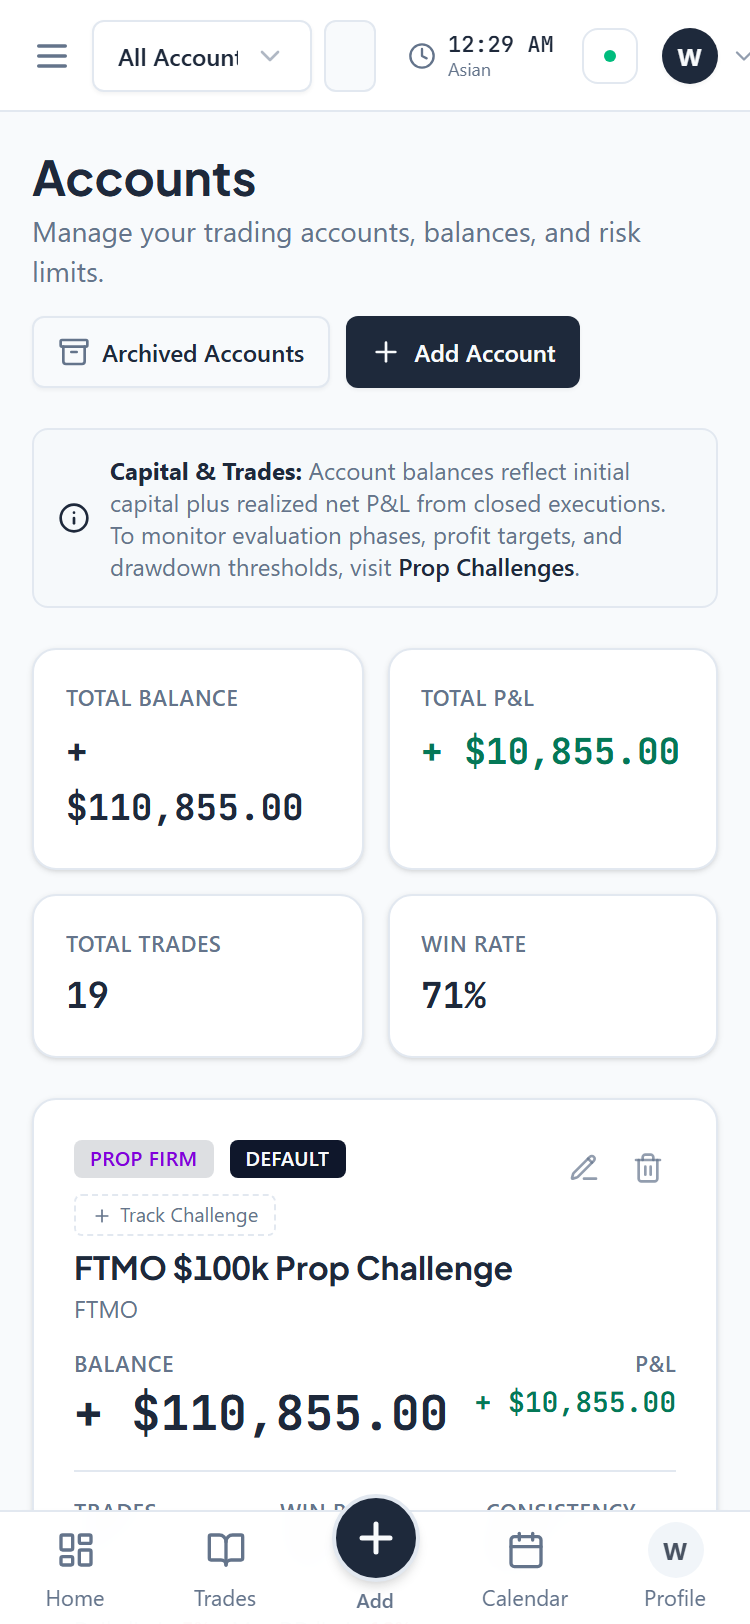 All Account
12:29 AM
Asian
W
Accounts
Manage your trading accounts, balances, and risk
limits.
Archived Accounts
+ Add Account
Capital & Trades: Account balances reflect initial
capital plus realized net P&L from closed executions.
To monitor evaluation phases, profit targets, and
drawdown thresholds, visit Prop Challenges.
TOTAL BALANCE
+
$110,855.00
TOTAL P&L
+ $10,855.00
TOTAL TRADES
19
WIN RATE
71%
PROP FIRM
DEFAULT
+ Track Challenge
FTMO $100k Prop Challenge
FTMO
BALANCE
+ $110,855.00
P&L
+ $10,855.00
TRADES
WIN
CONSISTENCY
Home
Trades
Add
Calendar
W
Profile